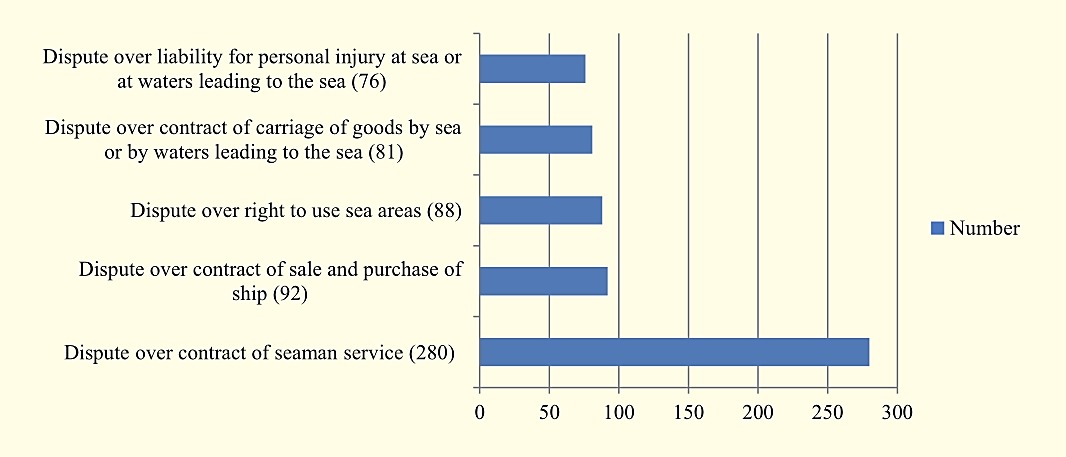 Dispute over liability for personal injury at sea or
at waters leading to the sea (76)
Dispute over contract of carriage of goods by sea
or by waters leading to the sea (81)
Dispute over right to use sea areas (88)
Dispute over contract of sale and purchase of
ship (92)
Dispute over contract of seaman service (280)
0 50 100 150 200 250 300
Number